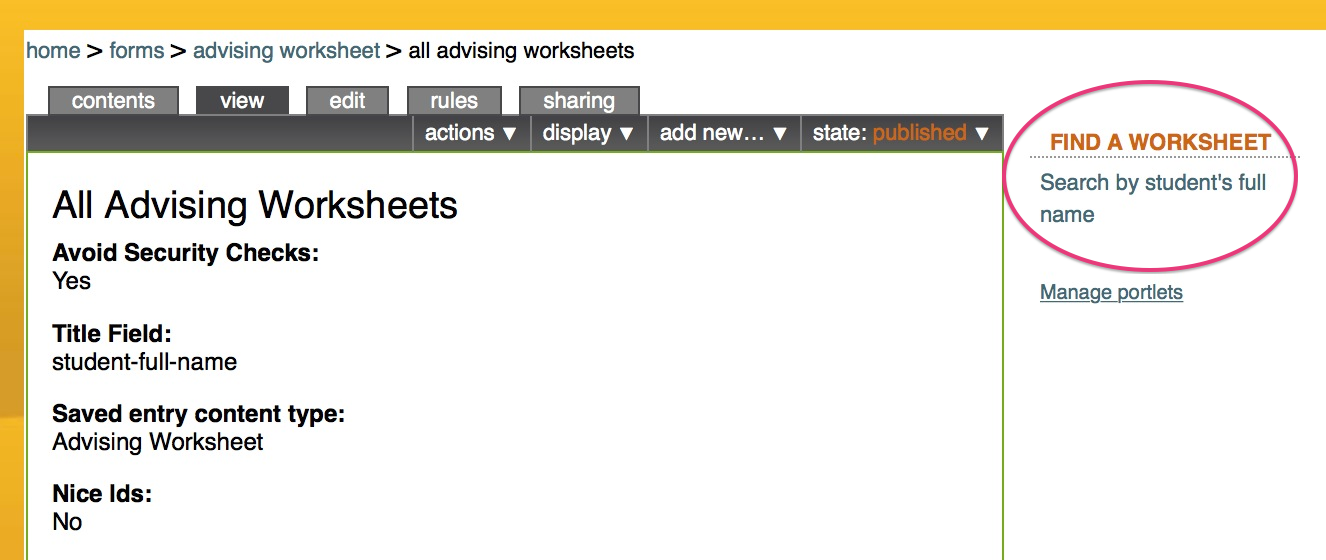 home > forms > advising worksheet > all advising worksheets
contents view edit rules sharing
actions ▼ display ▼ add new… ▼ state: published ▼
All Advising Worksheets
Avoid Security Checks:
Yes
Title Field:
student-full-name
Saved entry content type:
Advising Worksheet
Nice Ids:
No
FIND A WORKSHEET
Search by student's full
name
Manage portlets